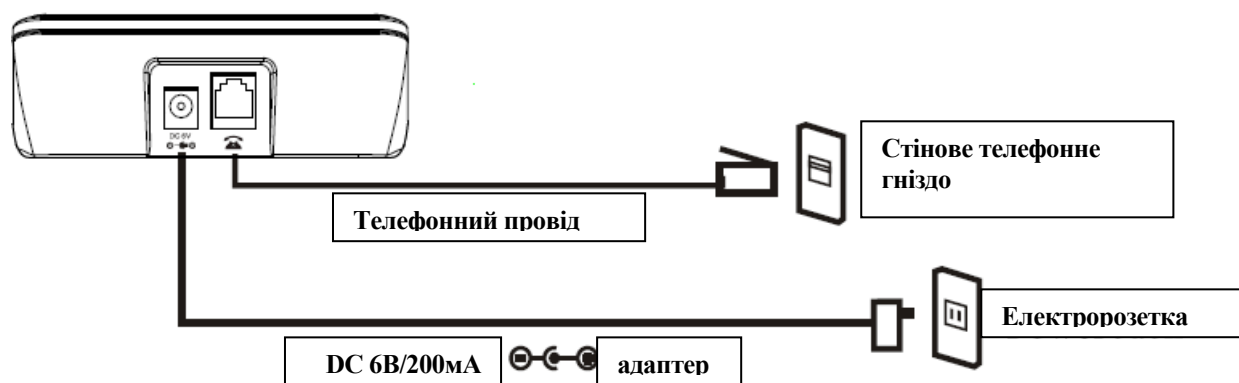 DC 6V
Стінове телефонне
гніздо
Телефонний провід
Електророзетка
DC 6В/200мА
адаптер